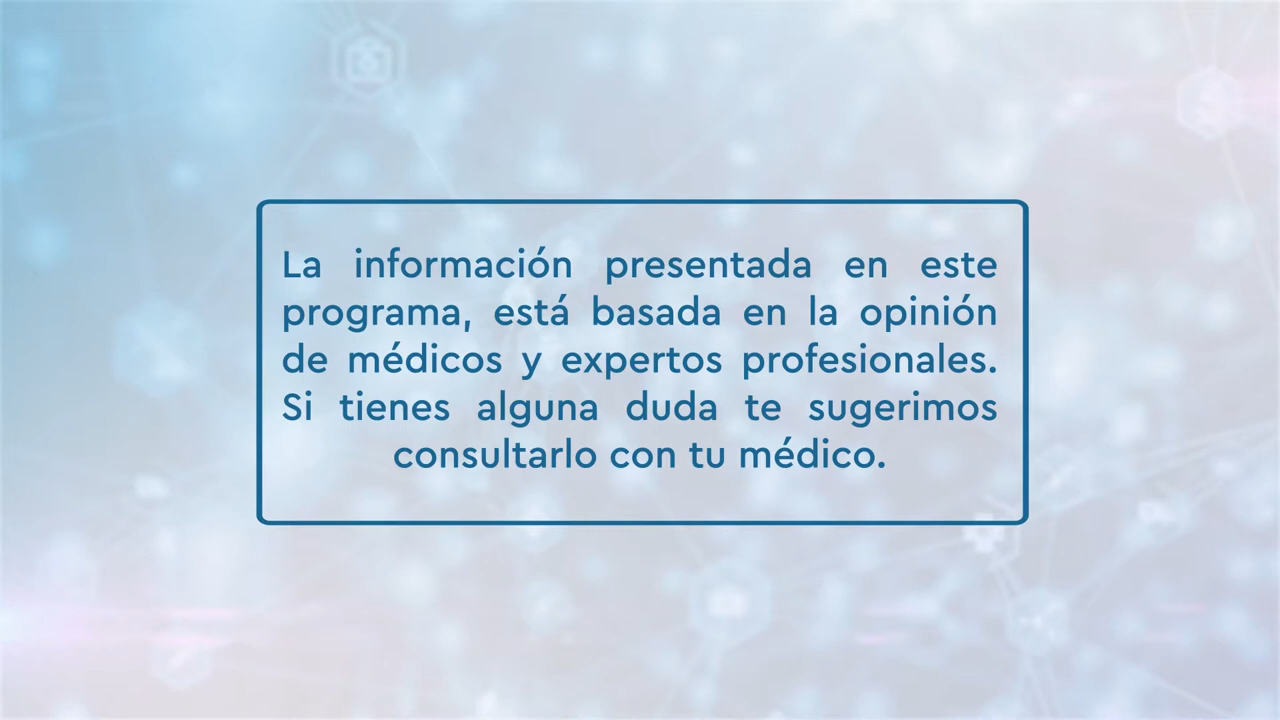 La información presentada en este
programa, está basada en la opinión
de médicos y expertos profesionales.
Si tienes alguna duda te sugerimos
consultarlo con tu médico.